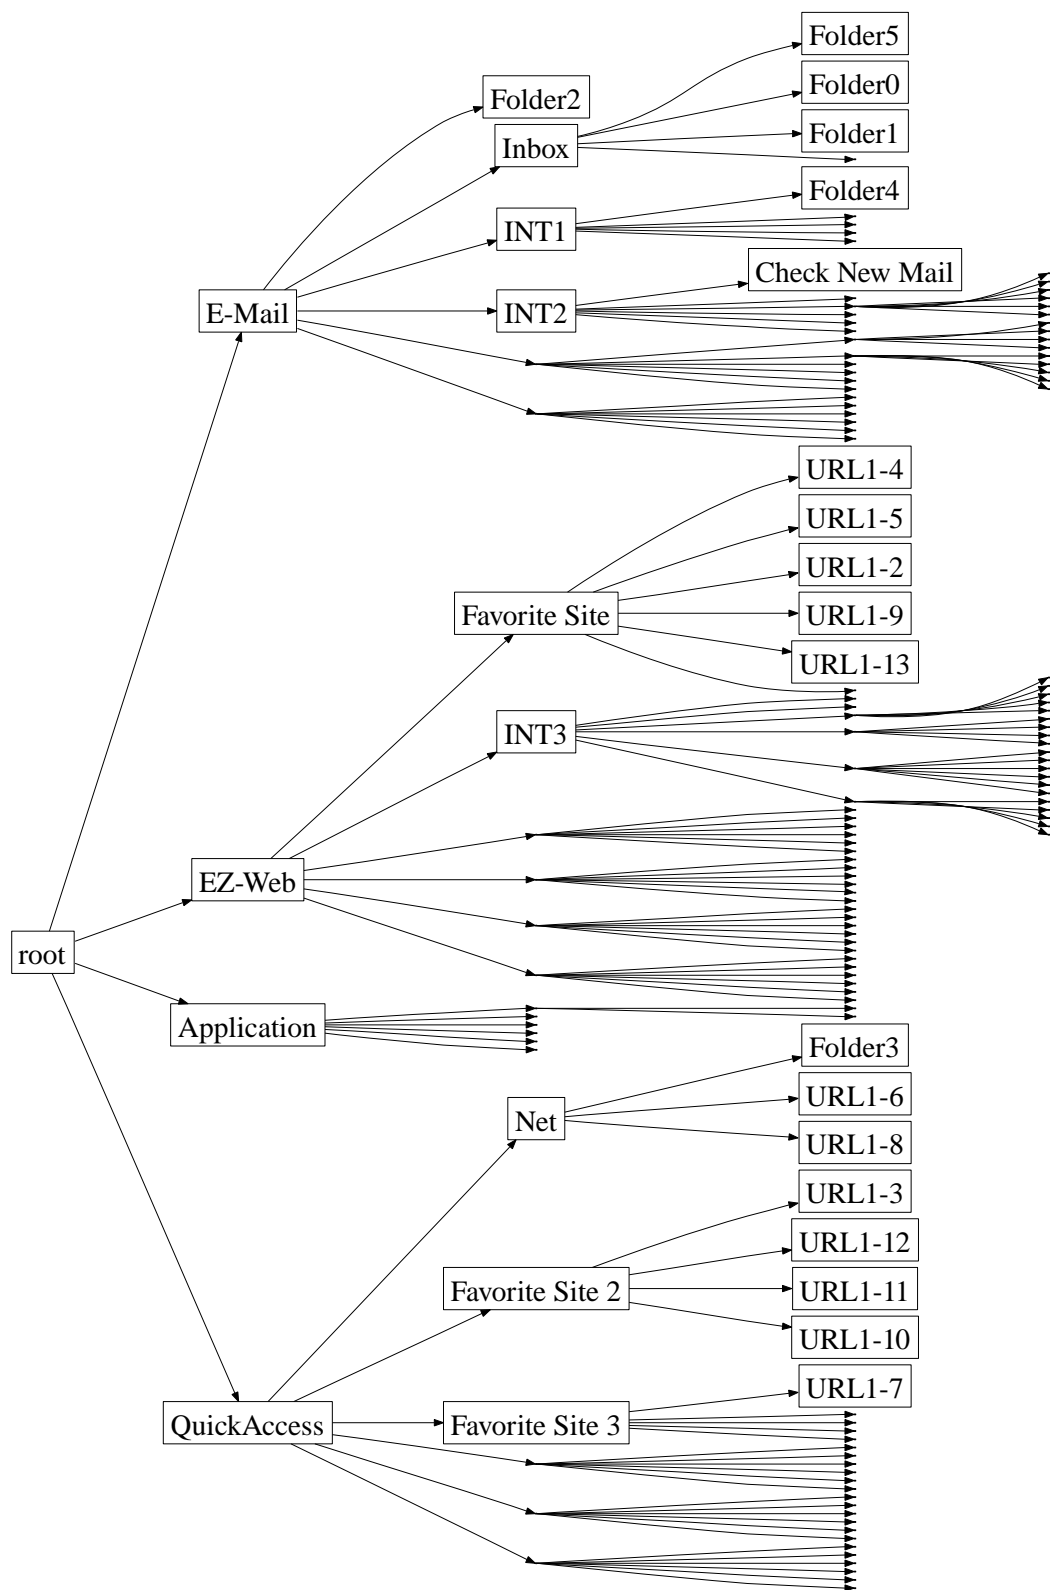 Folder5
Folder2
Folder0
Inbox
Folder1
Folder4
INT1
Check New Mail
E-Mail
INT2
URL1-4
URL1-5
URL1-2
Favorite Site
URL1-9
URL1-13
INT3
EZ-Web
root
Application
Folder3
Net
URL1-6
URL1-8
URL1-3
URL1-12
Favorite Site 2
URL1-11
URL1-10
URL1-7
QuickAccess
Favorite Site 3